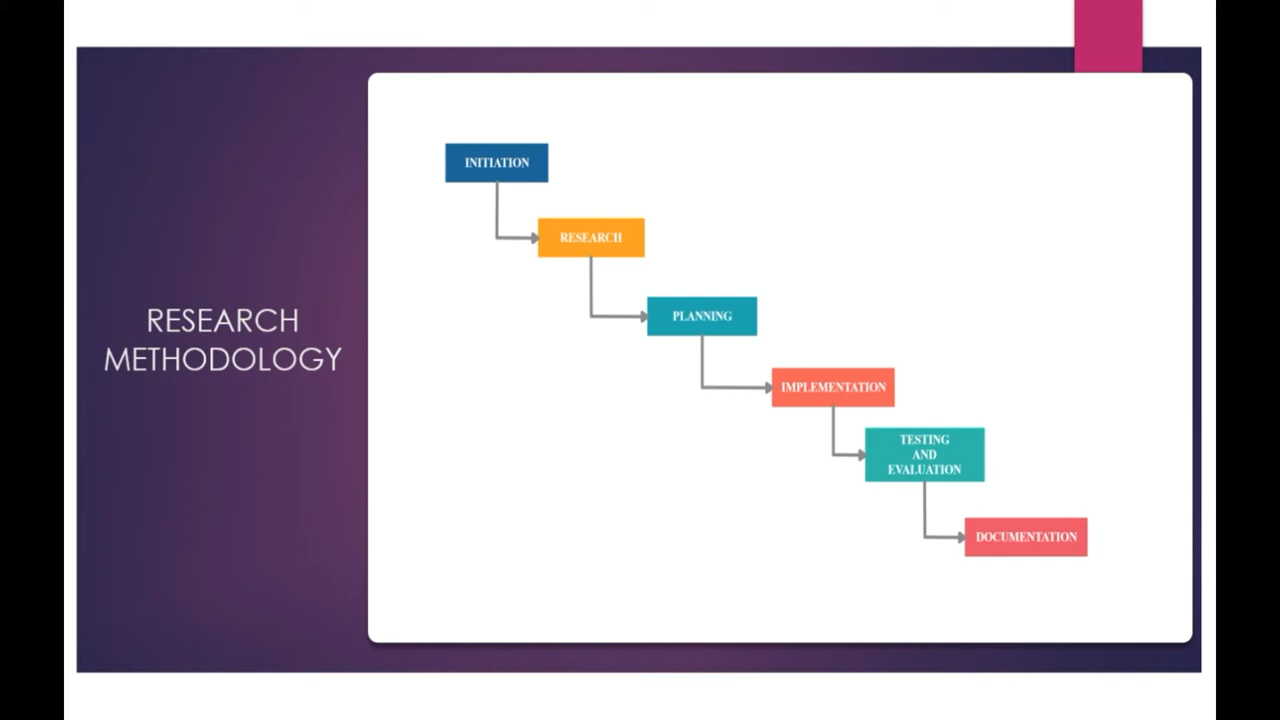 RESEARCH
METHODOLOGY
INITIATION
RESEARCH
PLANNING
IMPLEMENTATION
TESTING
AND
EVALUATION
DOCUMENTATION